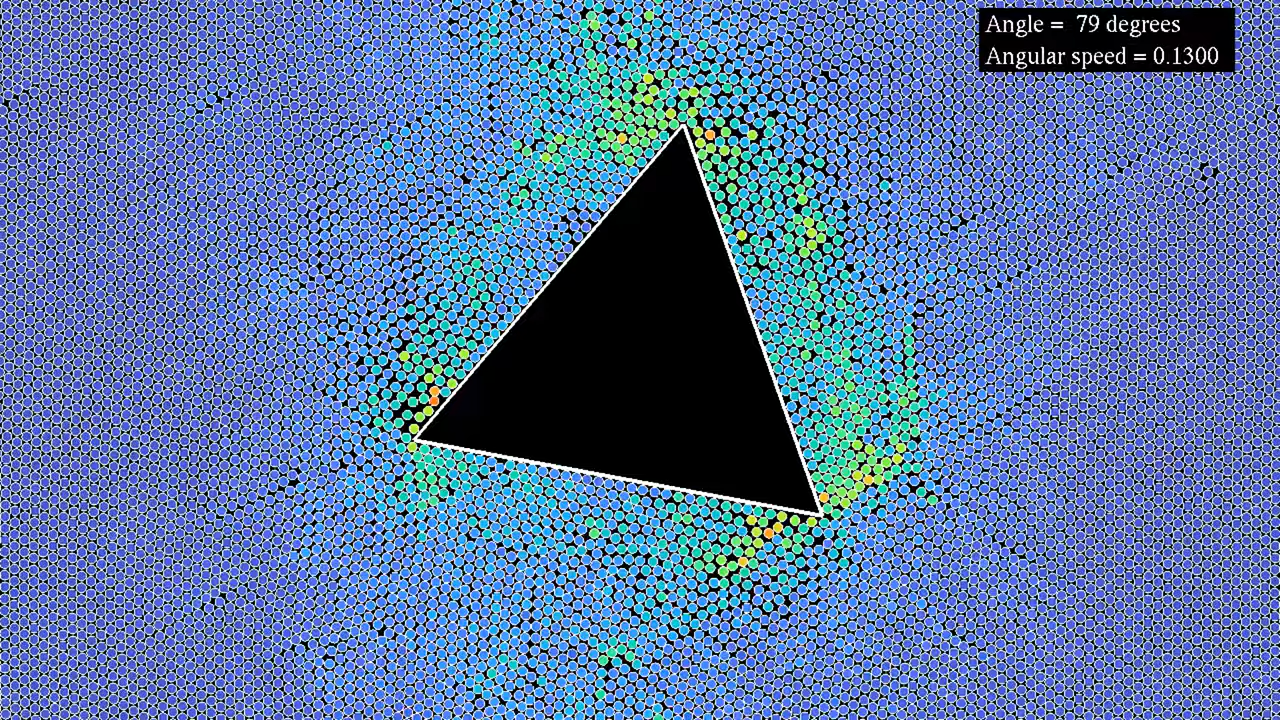 Angle = 79 degrees
Angular speed = 0.1300